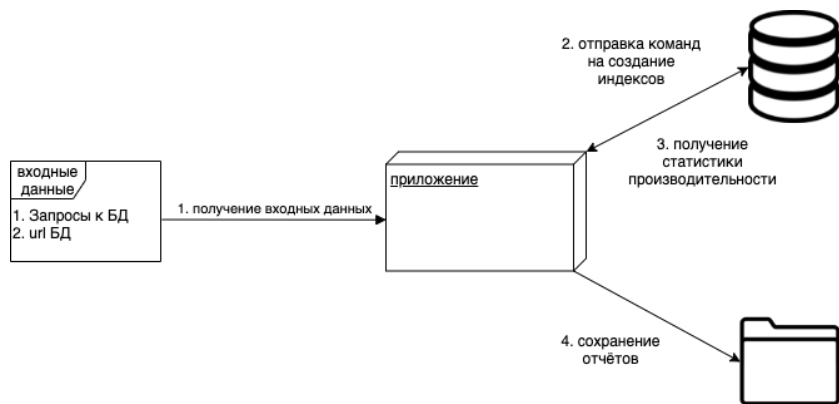 2. отправка команд
на создание
индексов
3. получение
статистики
производительности
входные
данные
1. Запросы к БД
2. url БД
1. получение входных данных
приложение
4. сохранение
отчётов